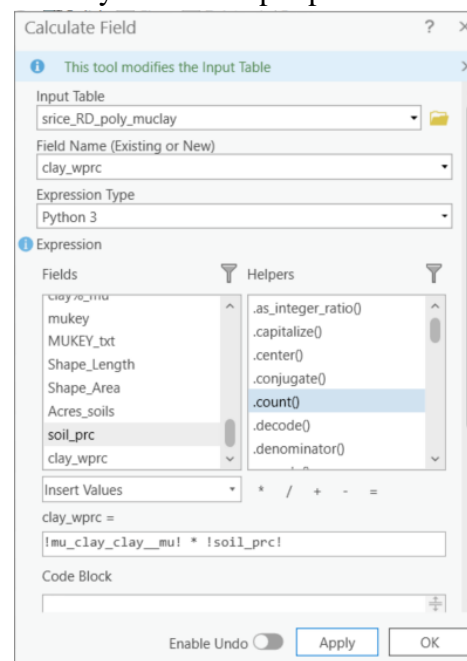 Calculate Field ?
This tool modifies the Input Table
Input Table
srice_RD_poly_muclay
Field Name (Existing or New)
clay_wprc
Expression Type
Python 3
Expression
Fields
Helpers
clay%_mu
mukey
MUKEY_txt
Shape_Length
Shape_Area
Acres_soils
soil_prc
clay_wprc
.as_integer_ratio()
.capitalize()
.center()
.conjugate()
.count()
.decode()
.denominator()
Insert Values
* / + - =
clay_wprc =
!mu_clay_clay__mu! * !soil_prc!
Code Block
Enable Undo
Apply
OK